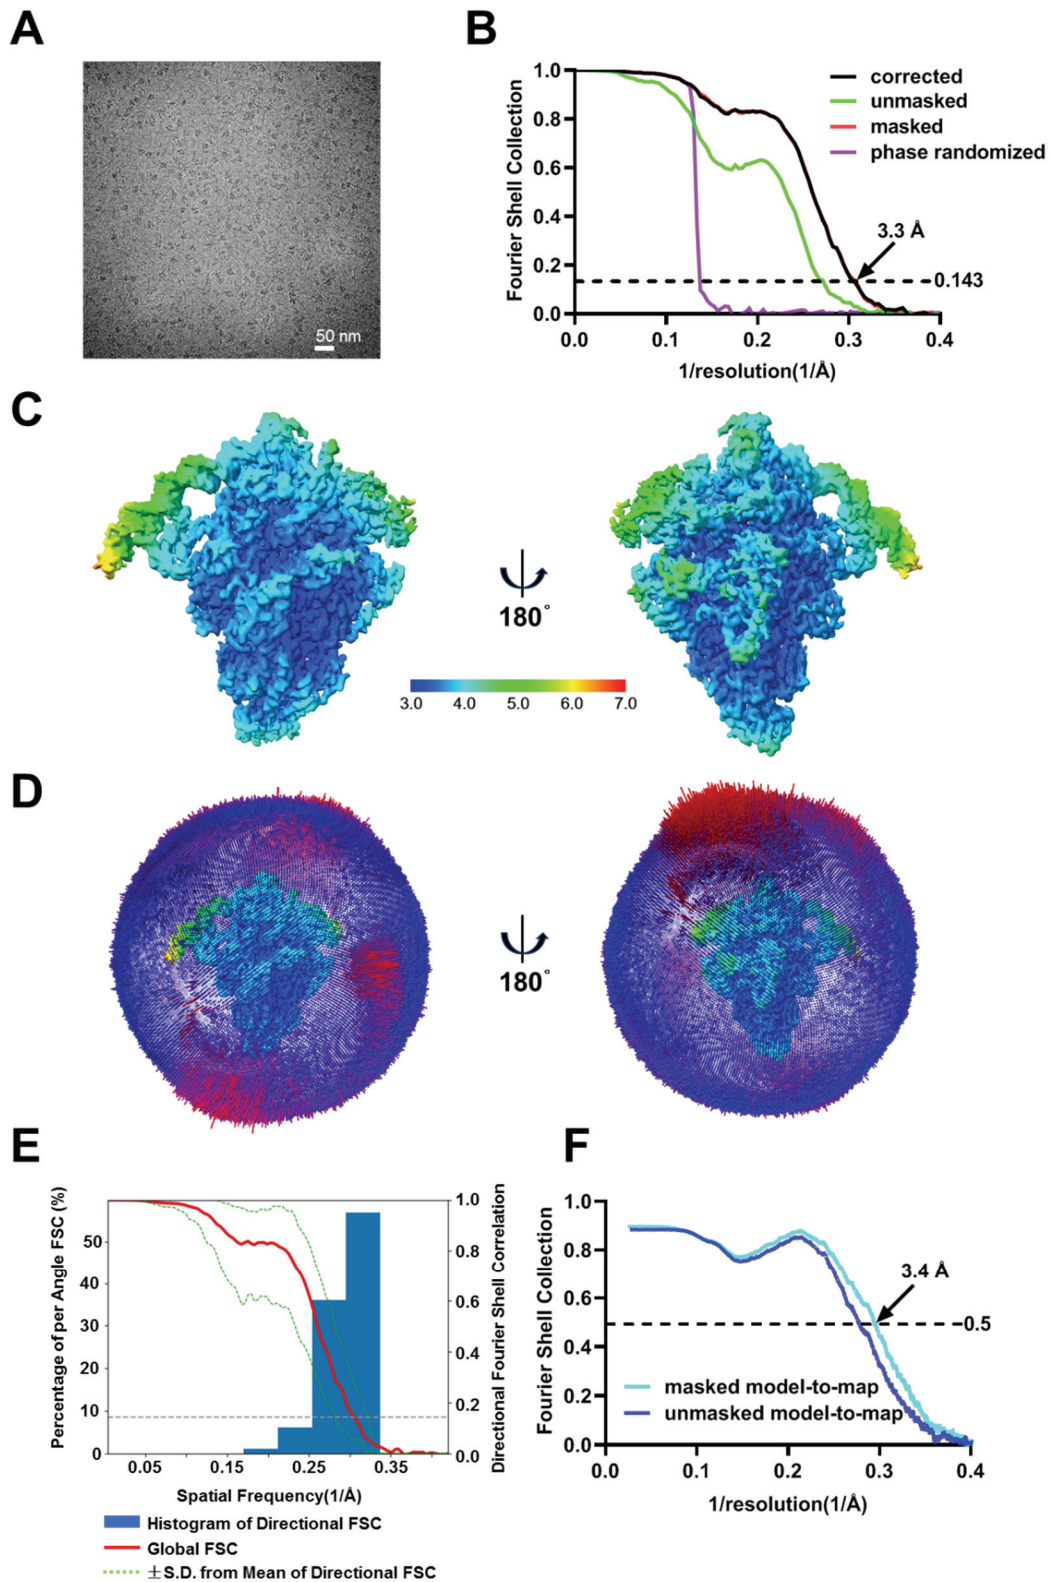 A
50 nm
B
Fourier Shell Collection
1.0
0.8
0.6
0.4
0.2
0.0
0.0
0.1
0.2
0.3
0.4
1/resolution(1/Å)
corrected
unmasked
masked
phase randomized
3.3 Å
0.143
C
180°
3.0
4.0
5.0
6.0
7.0
D
180°
E
Percentage of per Angle FSC (%)
50
40
30
20
10
0
1.0
0.8
0.6
0.4
0.2
0.0
Directional Fourier Shell Correlation
0.05
0.15
0.25
0.35
Spatial Frequency(1/Å)
Histogram of Directional FSC
Global FSC
±S.D. from Mean of Directional FSC
F
Fourier Shell Collection
1.0
0.8
0.6
0.4
0.2
0.0
3.4 Å
0.5
masked model-to-map
unmasked model-to-map
0.0
0.1
0.2
0.3
0.4
1/resolution(1/Å)